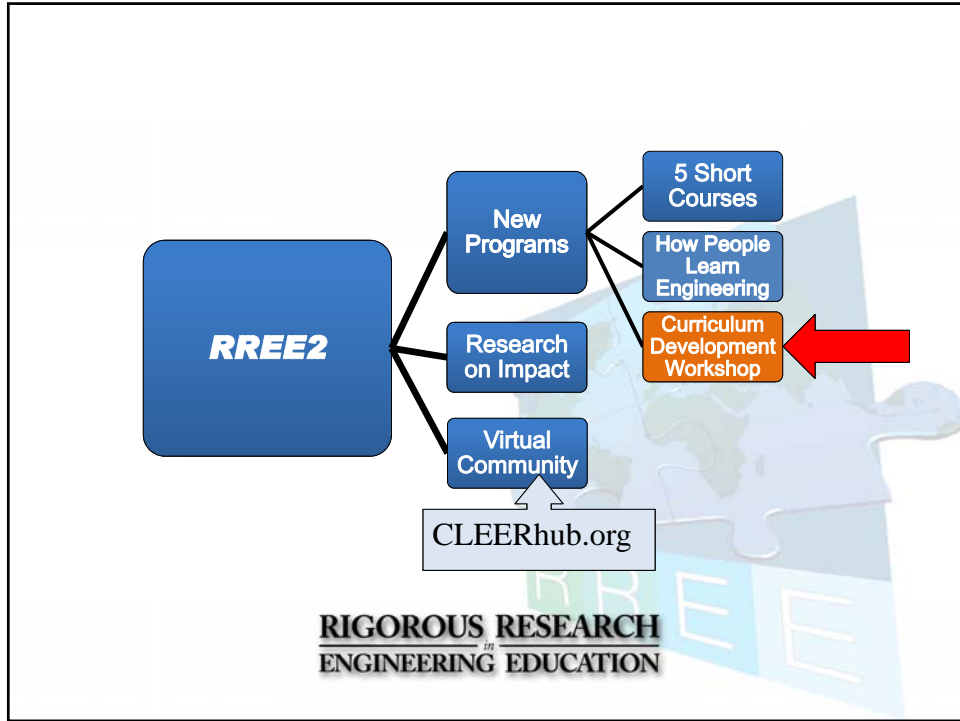 RREE2
New
Programs
Research
on Impact
Virtual
Community
5 Short
Courses
How People
Learn
Engineering
Curriculum
Development
Workshop
CLEERhub.org
RREE
RIGOROUS RESEARCH
in
ENGINEERING EDUCATION